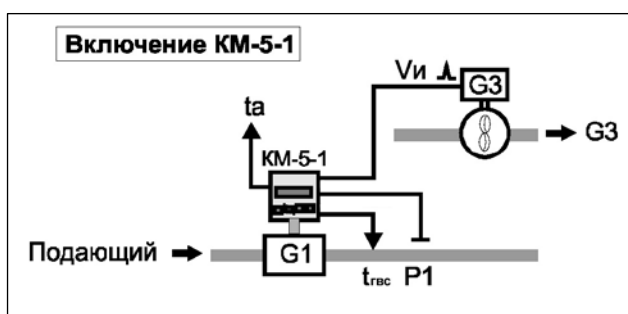 Включение КМ-5-1
Vи
G3
ta
G3
КМ-5-1
Подающий
G1
tгвс P1